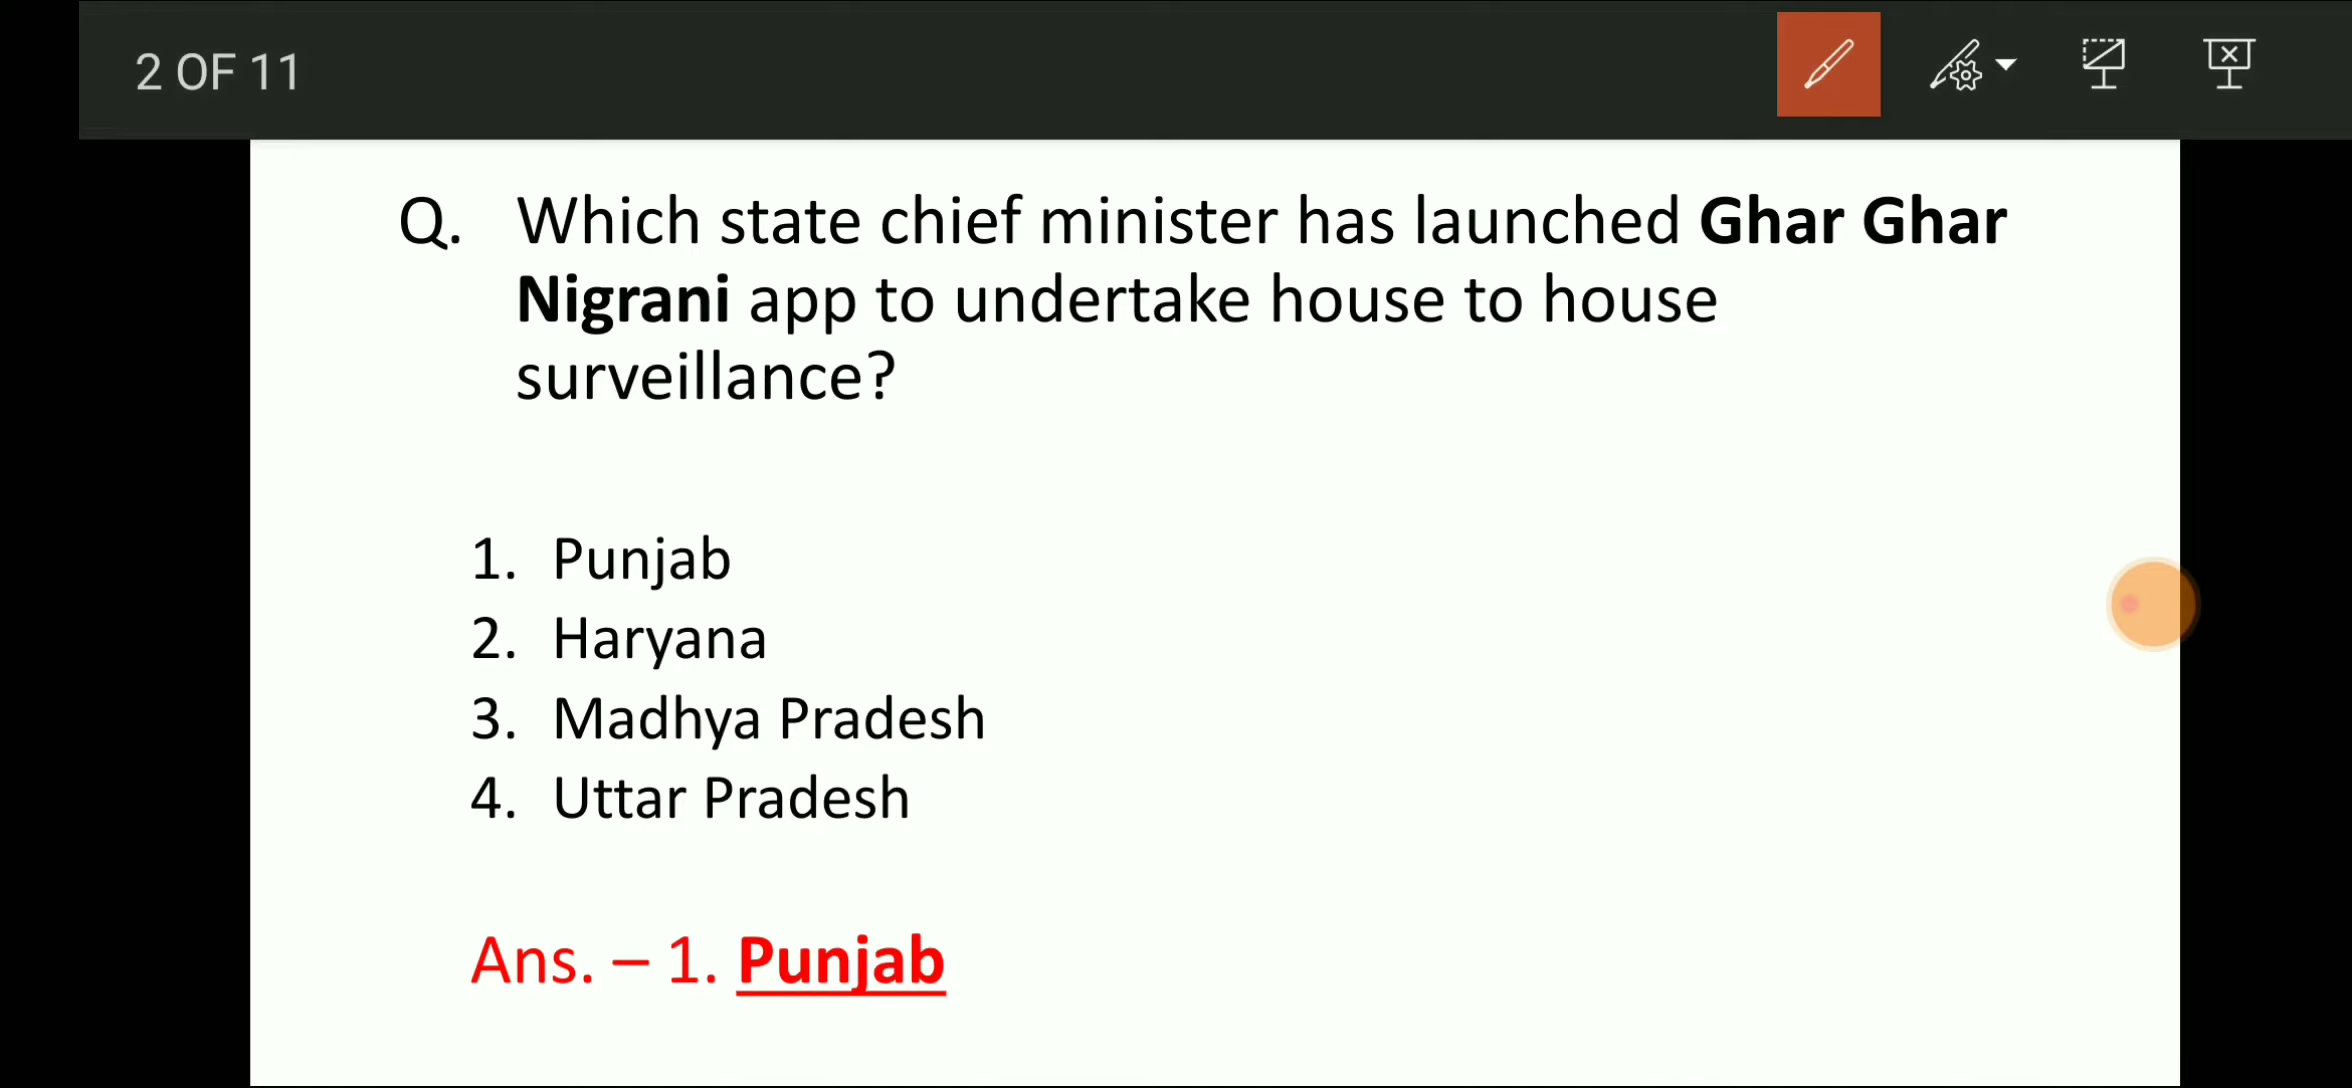 2 OF 11
Q. Which state chief minister has launched Ghar Ghar
Nigrani app to undertake house to house
surveillance?
1. Punjab
2. Haryana
3. Madhya Pradesh
4. Uttar Pradesh
Ans. – 1. Punjab